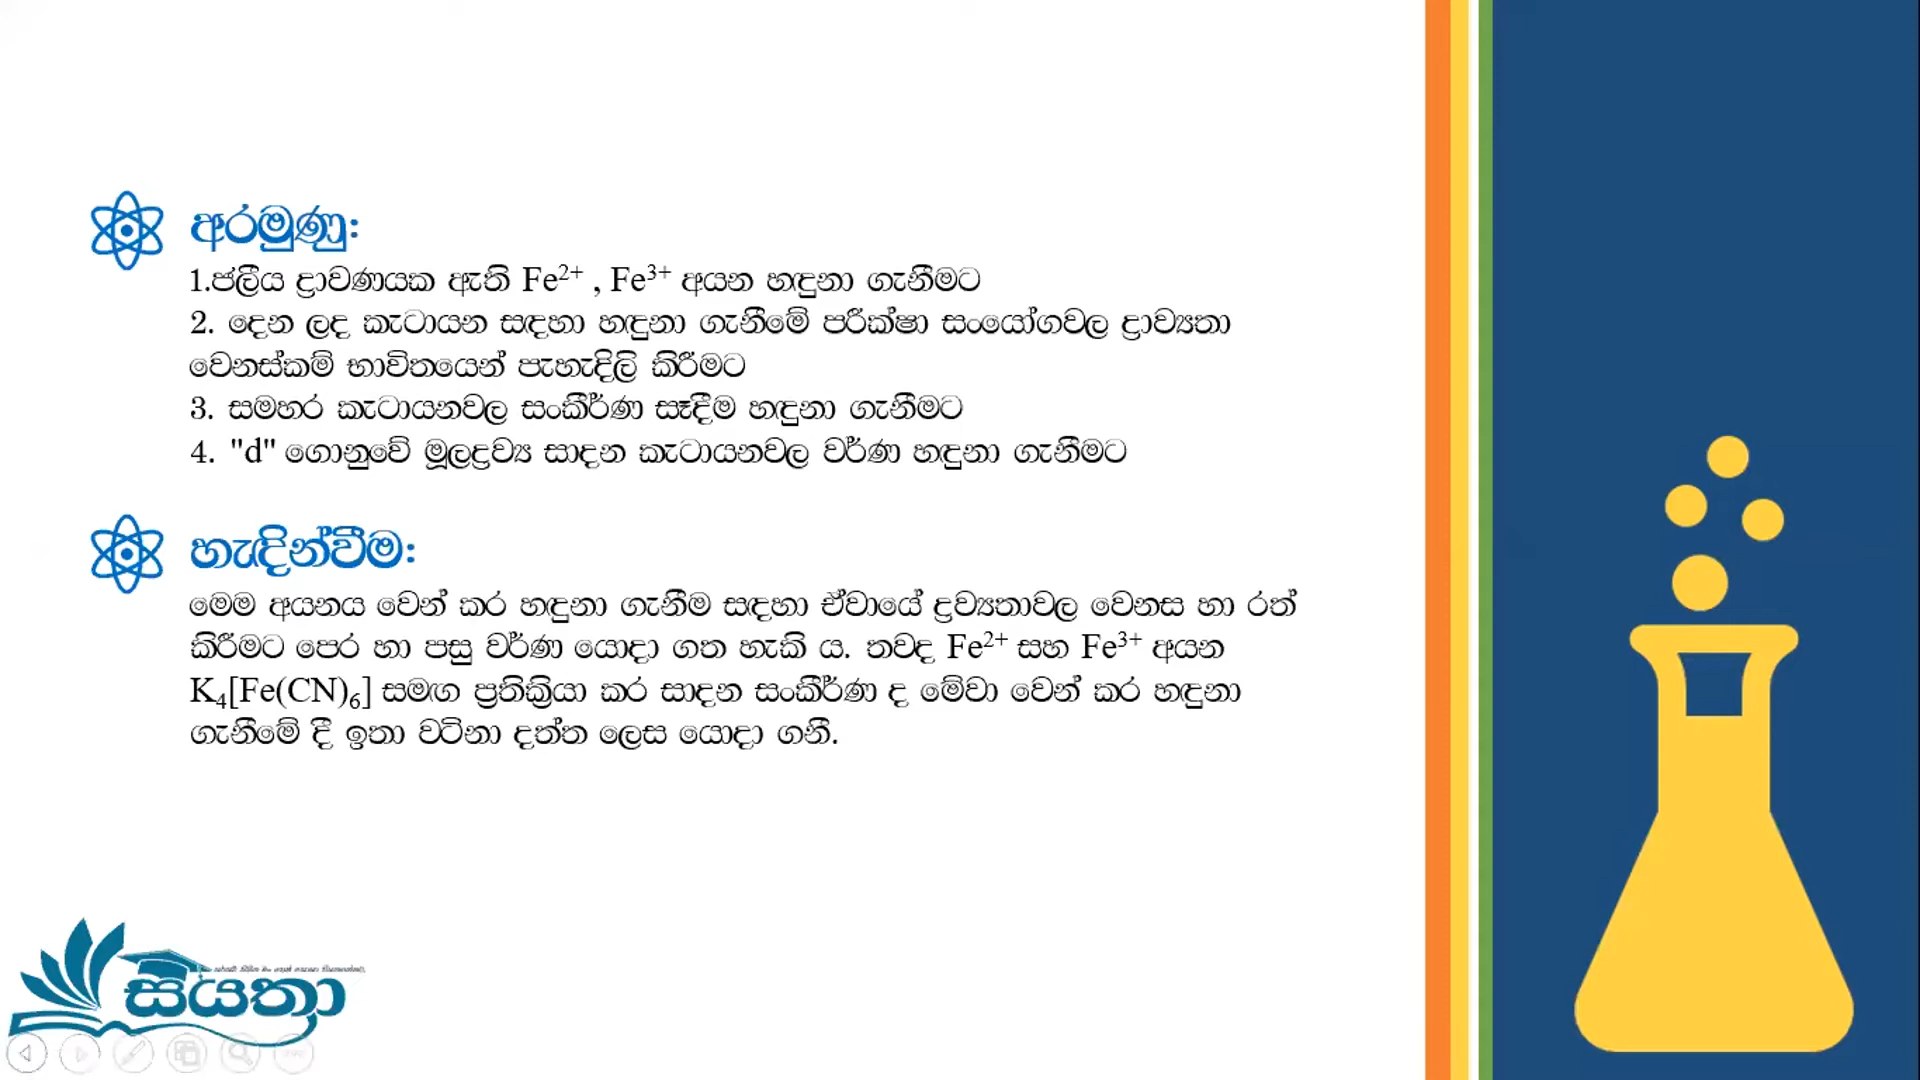 අරමුණු:
1.ජලීය ද්‍රාවණයක ඇති Fe²⁺ , Fe³⁺ අයන හඳුනා ගැනීමට
2. දෙන ලද කැටායන සඳහා හඳුනා ගැනීමේ පරීක්ෂා සංයෝගවල ද්‍රාව්‍යතා
වෙනස්කම් භාවිතයෙන් පැහැදිලි කිරීමට
3. සමහර කැටායනවල සංකීර්ණ සෑදීම හඳුනා ගැනීමට
4. "d" ගොනුවේ මූලද්‍රව්‍ය සාදන කැටායනවල වර්ණ හඳුනා ගැනීමට
හැඳින්වීම:
මෙම අයනය වෙන් කර හඳුනා ගැනීම සඳහා ඒවායේ ද්‍රව්‍යතාවල වෙනස හා රත්
කිරීමට පෙර හා පසු වර්ණ යොදා ගත හැකි ය. තවද Fe²⁺ සහ Fe³⁺ අයන
K₄[Fe(CN)₆] සමඟ ප්‍රතික්‍රියා කර සාදන සංකීර්ණ ද මේවා වෙන් කර හඳුනා
ගැනීමේ දී ඉතා වටිනා දත්ත ලෙස යොදා ගනී.
සියත්‍රා